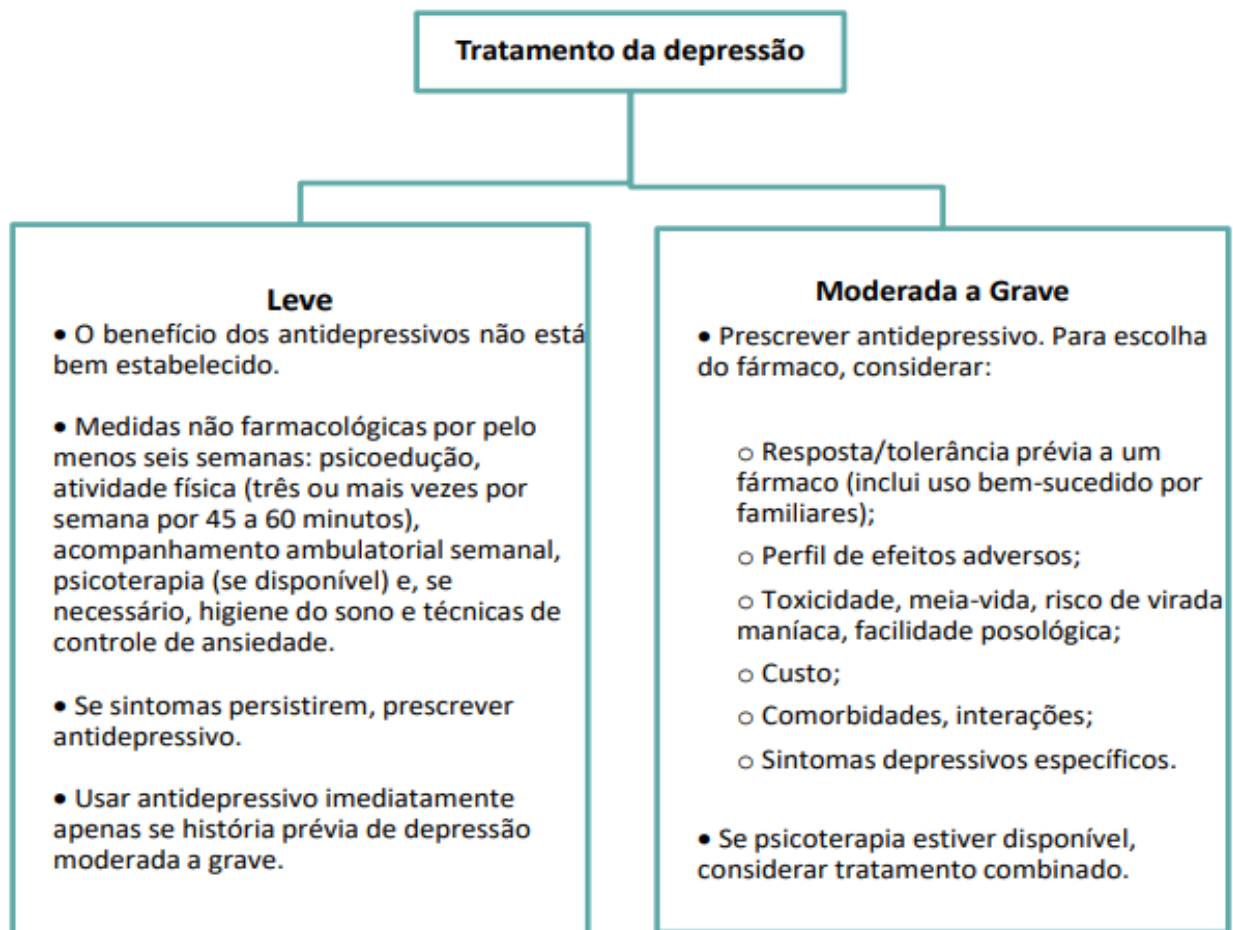 Tratamento da depressão
Leve
• O benefício dos antidepressivos não está
bem estabelecido.
• Medidas não farmacológicas por pelo
menos seis semanas: psicoedução,
atividade física (três ou mais vezes por
semana por 45 a 60 minutos),
acompanhamento ambulatorial semanal,
psicoterapia (se disponível) e, se
necessário, higiene do sono e técnicas de
controle de ansiedade.
• Se sintomas persistirem, prescrever
antidepressivo.
• Usar antidepressivo imediatamente
apenas se história prévia de depressão
moderada a grave.
Moderada a Grave
• Prescrever antidepressivo. Para escolha
do fármaco, considerar:
o Resposta/tolerância prévia a um
fármaco (inclui uso bem-sucedido por
familiares);
o Perfil de efeitos adversos;
o Toxicidade, meia-vida, risco de virada
maníaca, facilidade posológica;
o Custo;
o Comorbidades, interações;
o Sintomas depressivos específicos.
• Se psicoterapia estiver disponível,
considerar tratamento combinado.